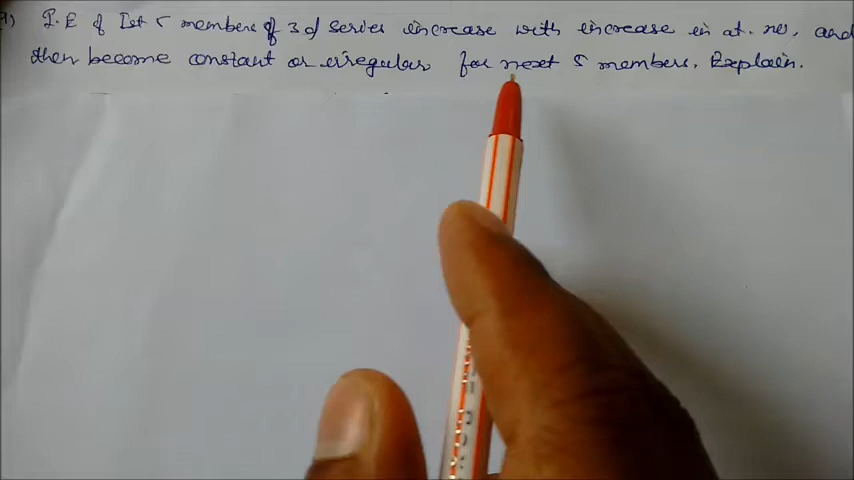 I.E of Ist 5 members of 3d series increase with increase in at. no, and
then become constant or irregular for next 5 members. Explain.